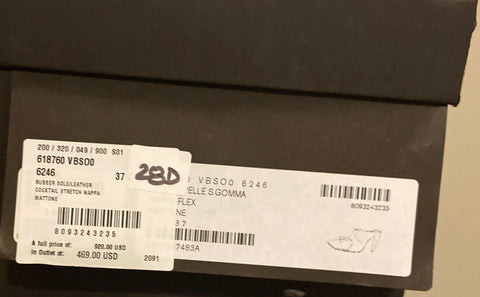 200 / 320 / 049 / 900 S01
618760 VBSO0
6246 37
RUBBER SOLE/LEATHER
COCKTAIL STRETCH NAPPA
MATTONE
8093243235
A full price of: 920.00 USD
In Outlet at: 469.00 USD 2091
28D
0 VBSO0 6246
PELLE S.GOMMA
FLEX
NE
37
7483A
8093243235